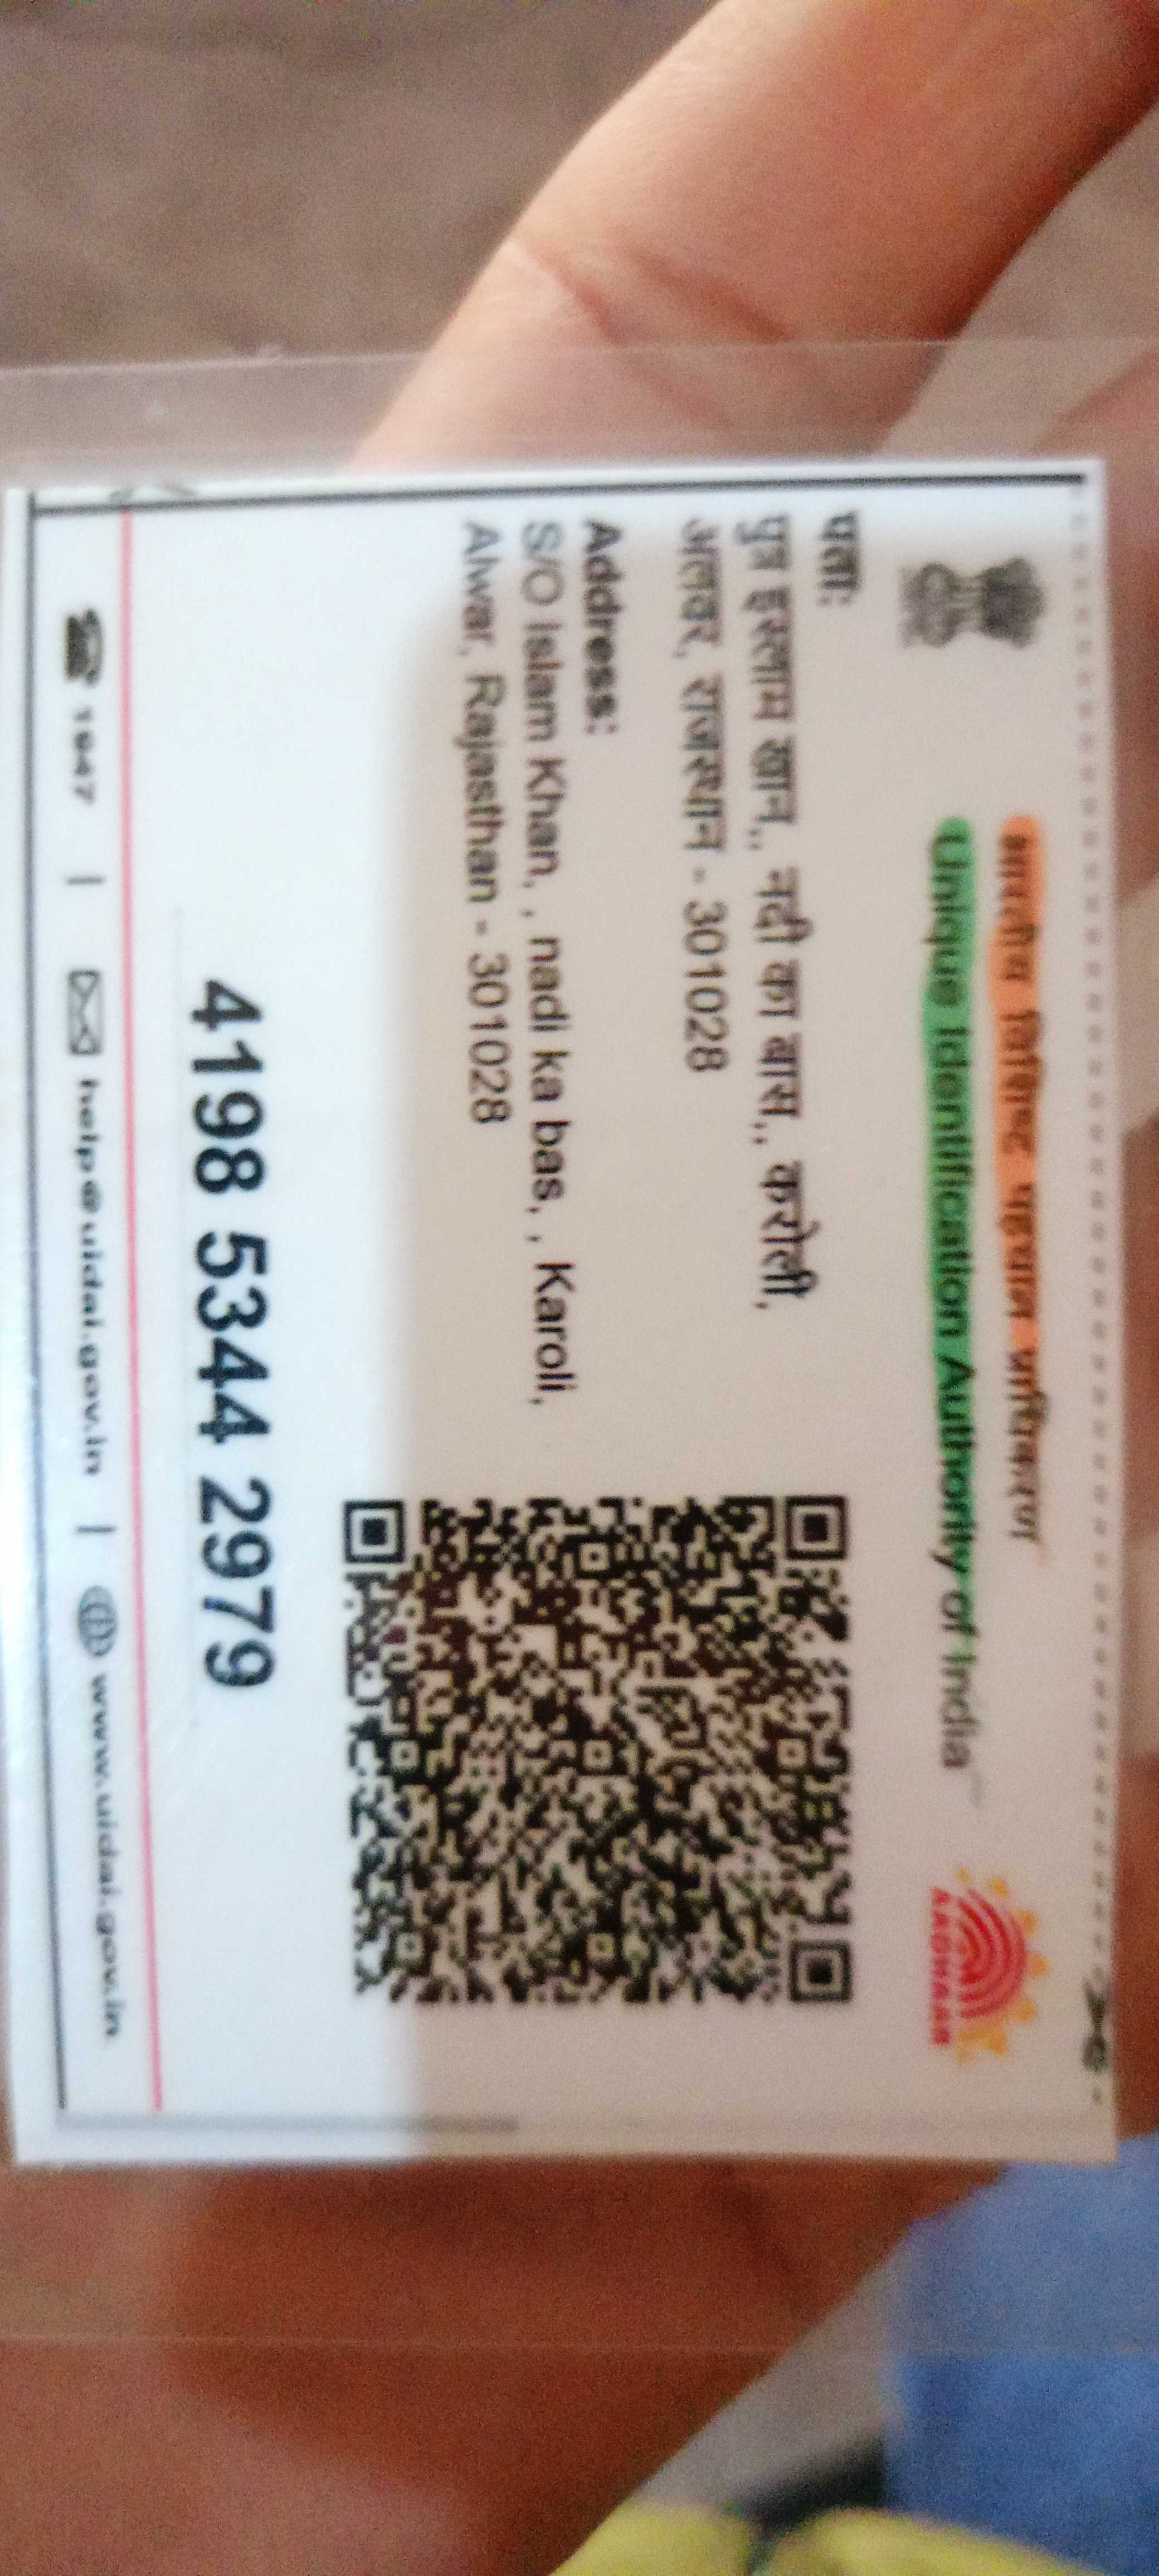 भारतीय विशिष्ट पहचान प्राधिकरण
Unique Identification Authority of India
AADHAAR
पता:
पुत्र इस्लाम खान,, नदी का बास,, करोली,
अलवर, राजस्थान - 301028
Address:
S/O Islam Khan, , nadi ka bas, , Karoli,
Alwar, Rajasthan - 301028
4198 5344 2979
1947 | help@uidai.gov.in | www.uidai.gov.in